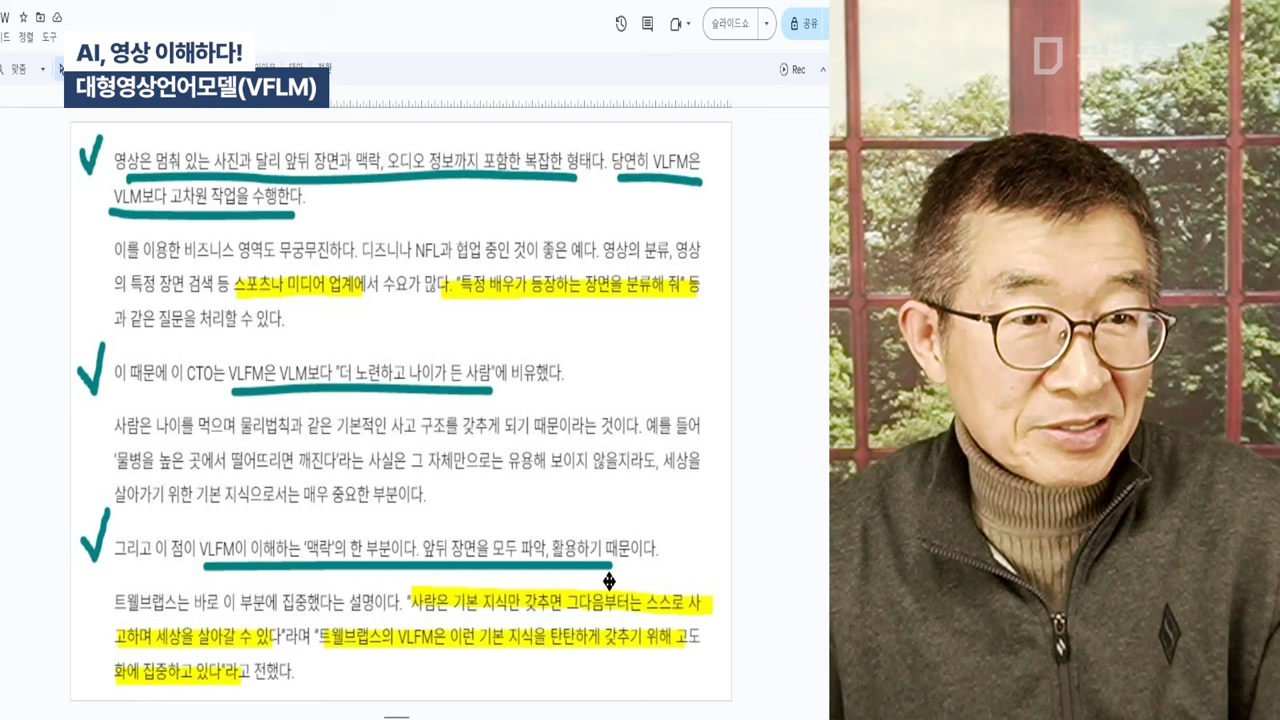 W
드 정렬 도구
슬라이드쇼
공유
AI, 영상 이해하다!
맞춤
Rec
대형영상언어모델(VFLM)
공병호TV
영상은 멈춰 있는 사진과 달리 앞뒤 장면과 맥락, 오디오 정보까지 포함한 복잡한 형태다. 당연히 VLFM은
VLM보다 고차원 작업을 수행한다.
이를 이용한 비즈니스 영역도 무궁무진하다. 디즈니나 NFL과 협업 중인 것이 좋은 예다. 영상의 분류, 영상
의 특정 장면 검색 등 스포츠나 미디어 업계에서 수요가 많다. "특정 배우가 등장하는 장면을 분류해 줘" 등
과 같은 질문을 처리할 수 있다.
이 때문에 이 CTO는 VLFM은 VLM보다 "더 노련하고 나이가 든 사람"에 비유했다.
사람은 나이를 먹으며 물리법칙과 같은 기본적인 사고 구조를 갖추게 되기 때문이라는 것이다. 예를 들어
'물병을 높은 곳에서 떨어뜨리면 깨진다'라는 사실은 그 자체만으로는 유용해 보이지 않을지라도, 세상을
살아가기 위한 기본 지식으로서는 매우 중요한 부분이다.
그리고 이 점이 VLFM이 이해하는 '맥락'의 한 부분이다. 앞뒤 장면을 모두 파악, 활용하기 때문이다.
트웰브랩스는 바로 이 부분에 집중했다는 설명이다. "사람은 기본 지식만 갖추면 그다음부터는 스스로 사
고하며 세상을 살아갈 수 있다"라며 "트웰브랩스의 VLFM은 이런 기본 지식을 탄탄하게 갖추기 위해 고도
화에 집중하고 있다"라고 전했다.